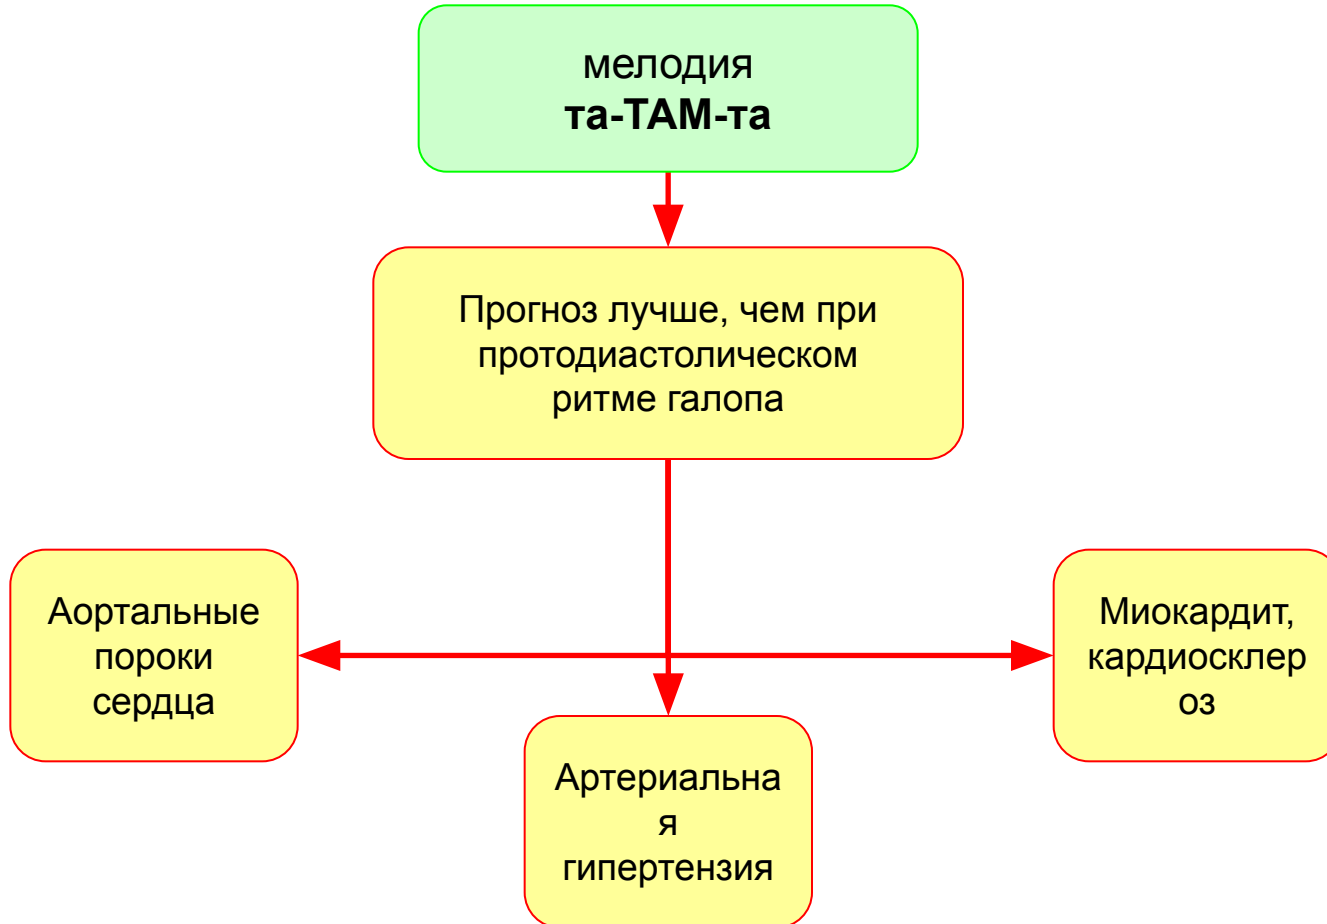 мелодия
та-ТАМ-та
Прогноз лучше, чем при
протодиастолическом
ритме галопа
Аортальные
пороки
сердца
Миокардит,
кардиосклер
оз
Артериальна
я
гипертензия